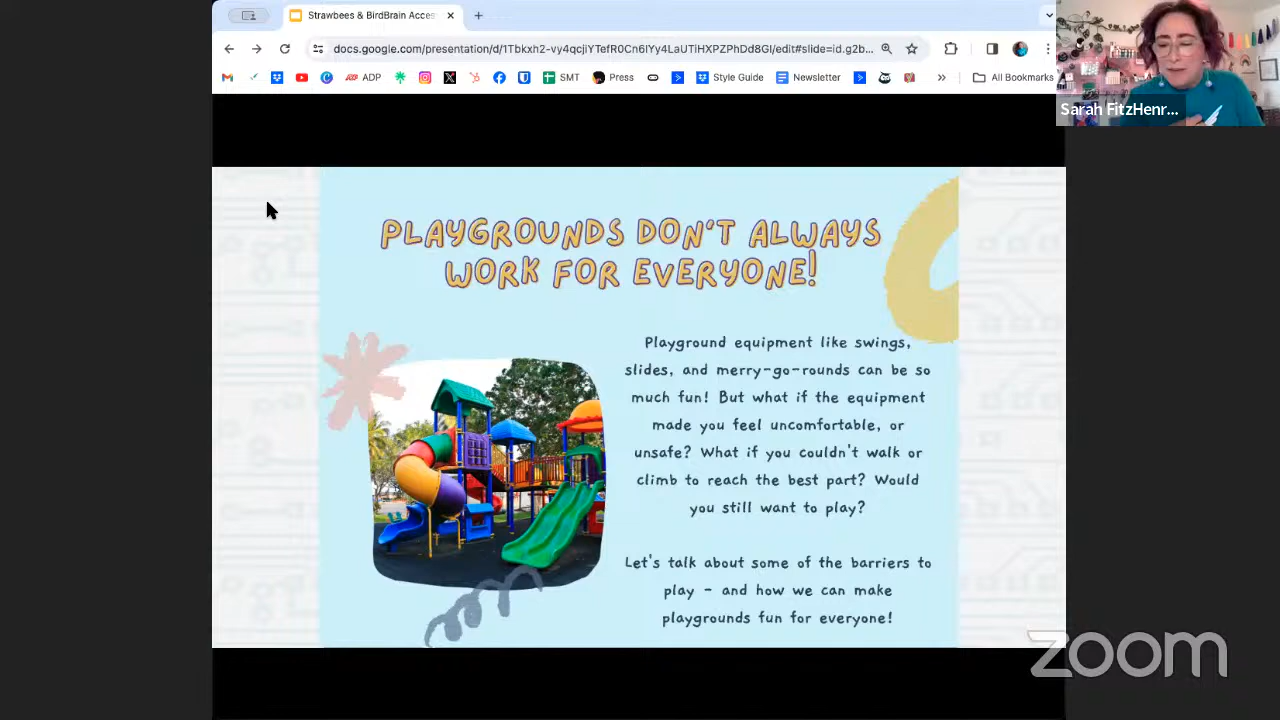 Strawbees & BirdBrain Acces
docs.google.com/presentation/d/1Tbkxh2-vy4qcjiYTefR0Cn6lYy4LaUTiHXPZPhDd8GI/edit#slide=id.g2b...
ADP
SMT
Press
Style Guide
Newsletter
All Bookmarks
Sarah FitzHenr...
PLAYGROUNDS DON'T ALWAYS
WORK FOR EVERYONE!
Playground equipment like swings,
slides, and merry-go-rounds can be so
much fun! But what if the equipment
made you feel uncomfortable, or
unsafe? What if you couldn't walk or
climb to reach the best part? Would
you still want to play?
Let's talk about some of the barriers to
play - and how we can make
playgrounds fun for everyone!
zoom